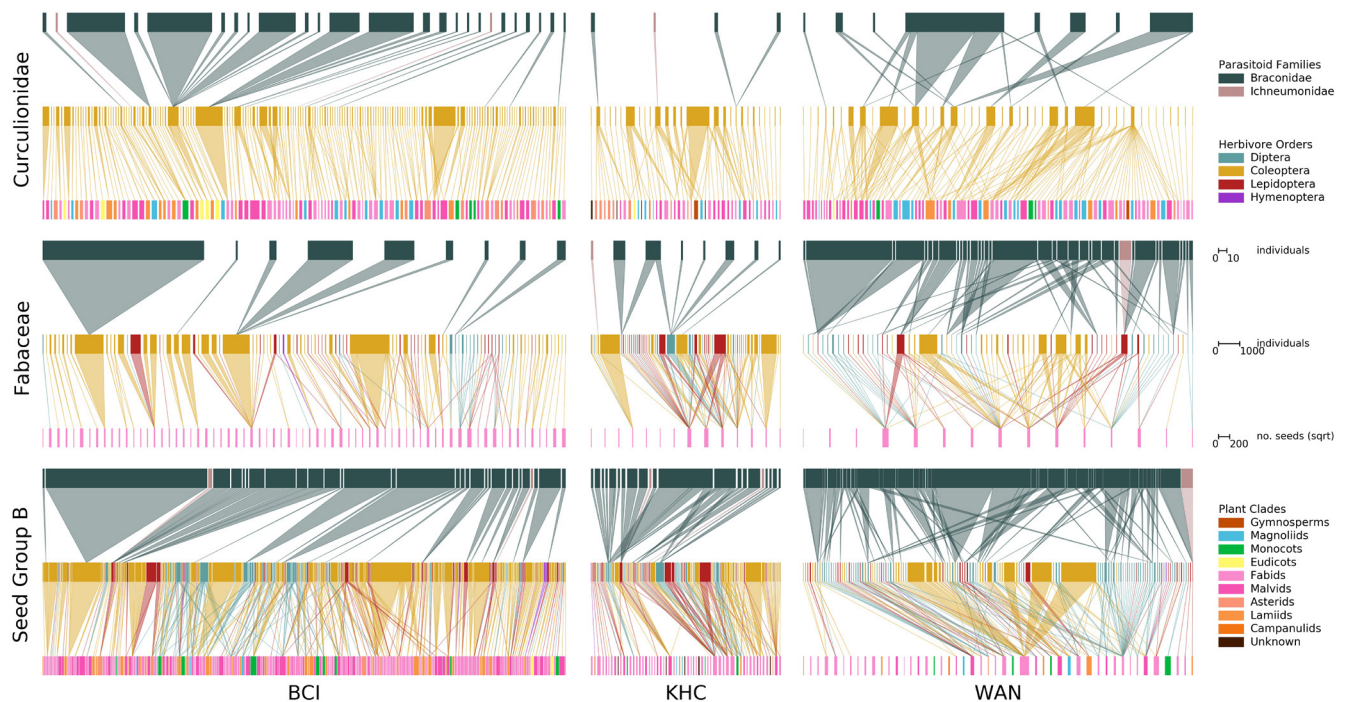 Curculionidae
Parasitoid Families
Braconidae
Ichneumonidae
Herbivore Orders
Diptera
Coleoptera
Lepidoptera
Hymenoptera
Fabaceae
0 10 individuals
0 1000 individuals
0 200 no. seeds (sqrt)
Seed Group B
Plant Clades
Gymnosperms
Magnoliids
Monocots
Eudicots
Fabids
Malvids
Asterids
Lamiids
Campanulids
Unknown
BCI KHC WAN